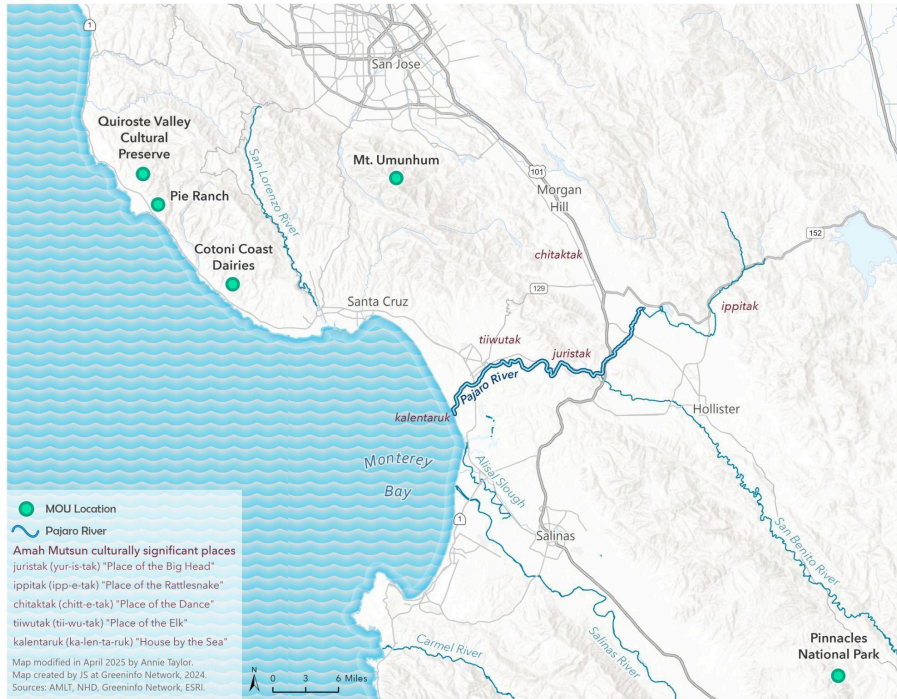 1
San Jose
Quiroste Valley
Cultural
Preserve
Mt. Umunhum
101
Pie Ranch
San Lorenzo River
Morgan
Hill
152
Cotoni Coast
Dairies
chitaktak
129
ippitak
Santa Cruz
tiiwutak
juristak
Pajaro River
Hollister
kalentaruk
Monterey
Bay
Alisal Slough
1
Salinas
San Benito River
Salinas River
Carmel River
Pinnacles
National Park
MOU Location
Pajaro River
Amah Mutsun culturally significant places
juristak (yur-is-tak) "Place of the Big Head"
ippitak (ipp-e-tak) "Place of the Rattlesnake"
chitaktak (chitt-e-tak) "Place of the Dance"
tiiwutak (tii-wu-tak) "Place of the Elk"
kalentaruk (ka-len-ta-ruk) "House by the Sea"
Map modified in April 2025 by Annie Taylor.
Map created by JS at Greeninfo Network, 2024.
Sources: AMLT, NHD, Greeninfo Network, ESRI.
N
0 3 6 Miles